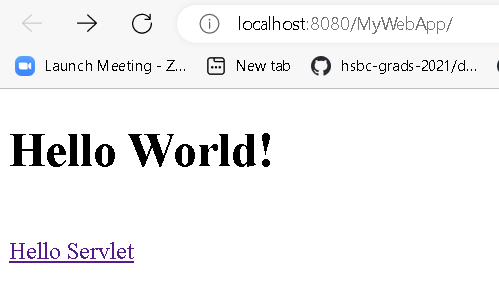 localhost:8080/MyWebApp/
Launch Meeting - Z... New tab hsbc-grads-2021/d...
Hello World!
Hello Servlet